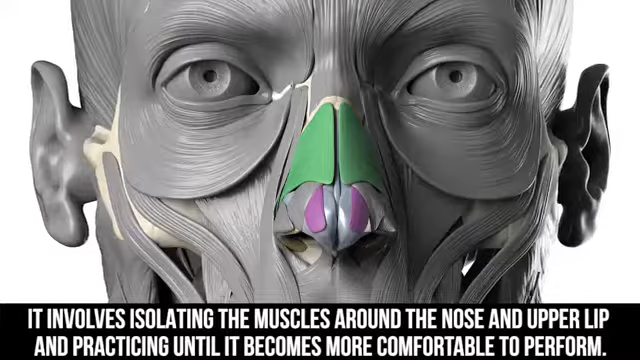 IT INVOLVES ISOLATING THE MUSCLES AROUND THE NOSE AND UPPER LIP
AND PRACTICING UNTIL IT BECOMES MORE COMFORTABLE TO PERFORM.